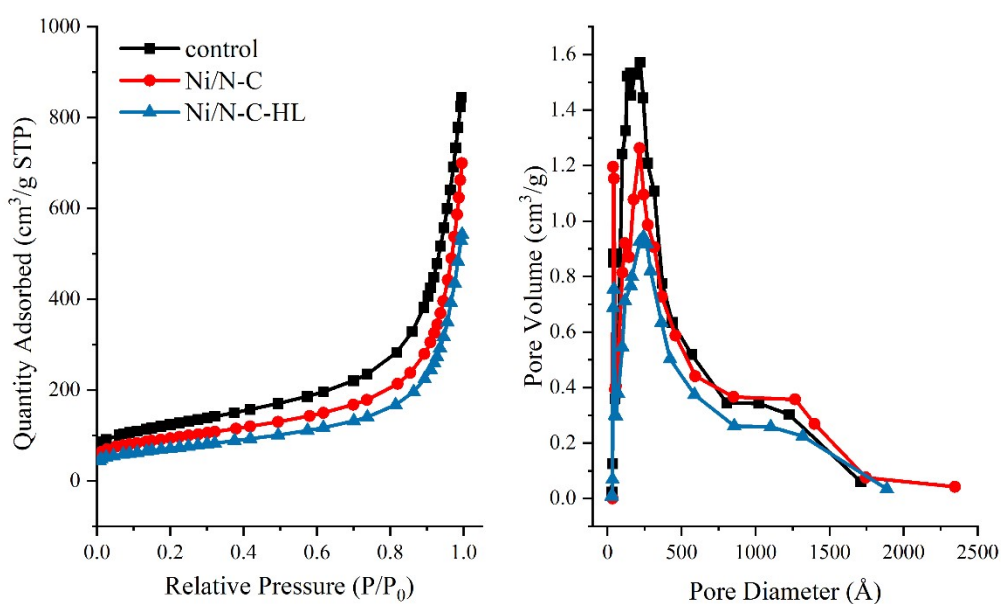 1000
800
600
400
200
0
Quantity Adsorbed (cm³/g STP)
control
Ni/N-C
Ni/N-C-HL
0.0 0.2 0.4 0.6 0.8 1.0
Relative Pressure (P/P₀)
1.6
1.4
1.2
1.0
0.8
0.6
0.4
0.2
0.0
Pore Volume (cm³/g)
0 500 1000 1500 2000 2500
Pore Diameter (Å)